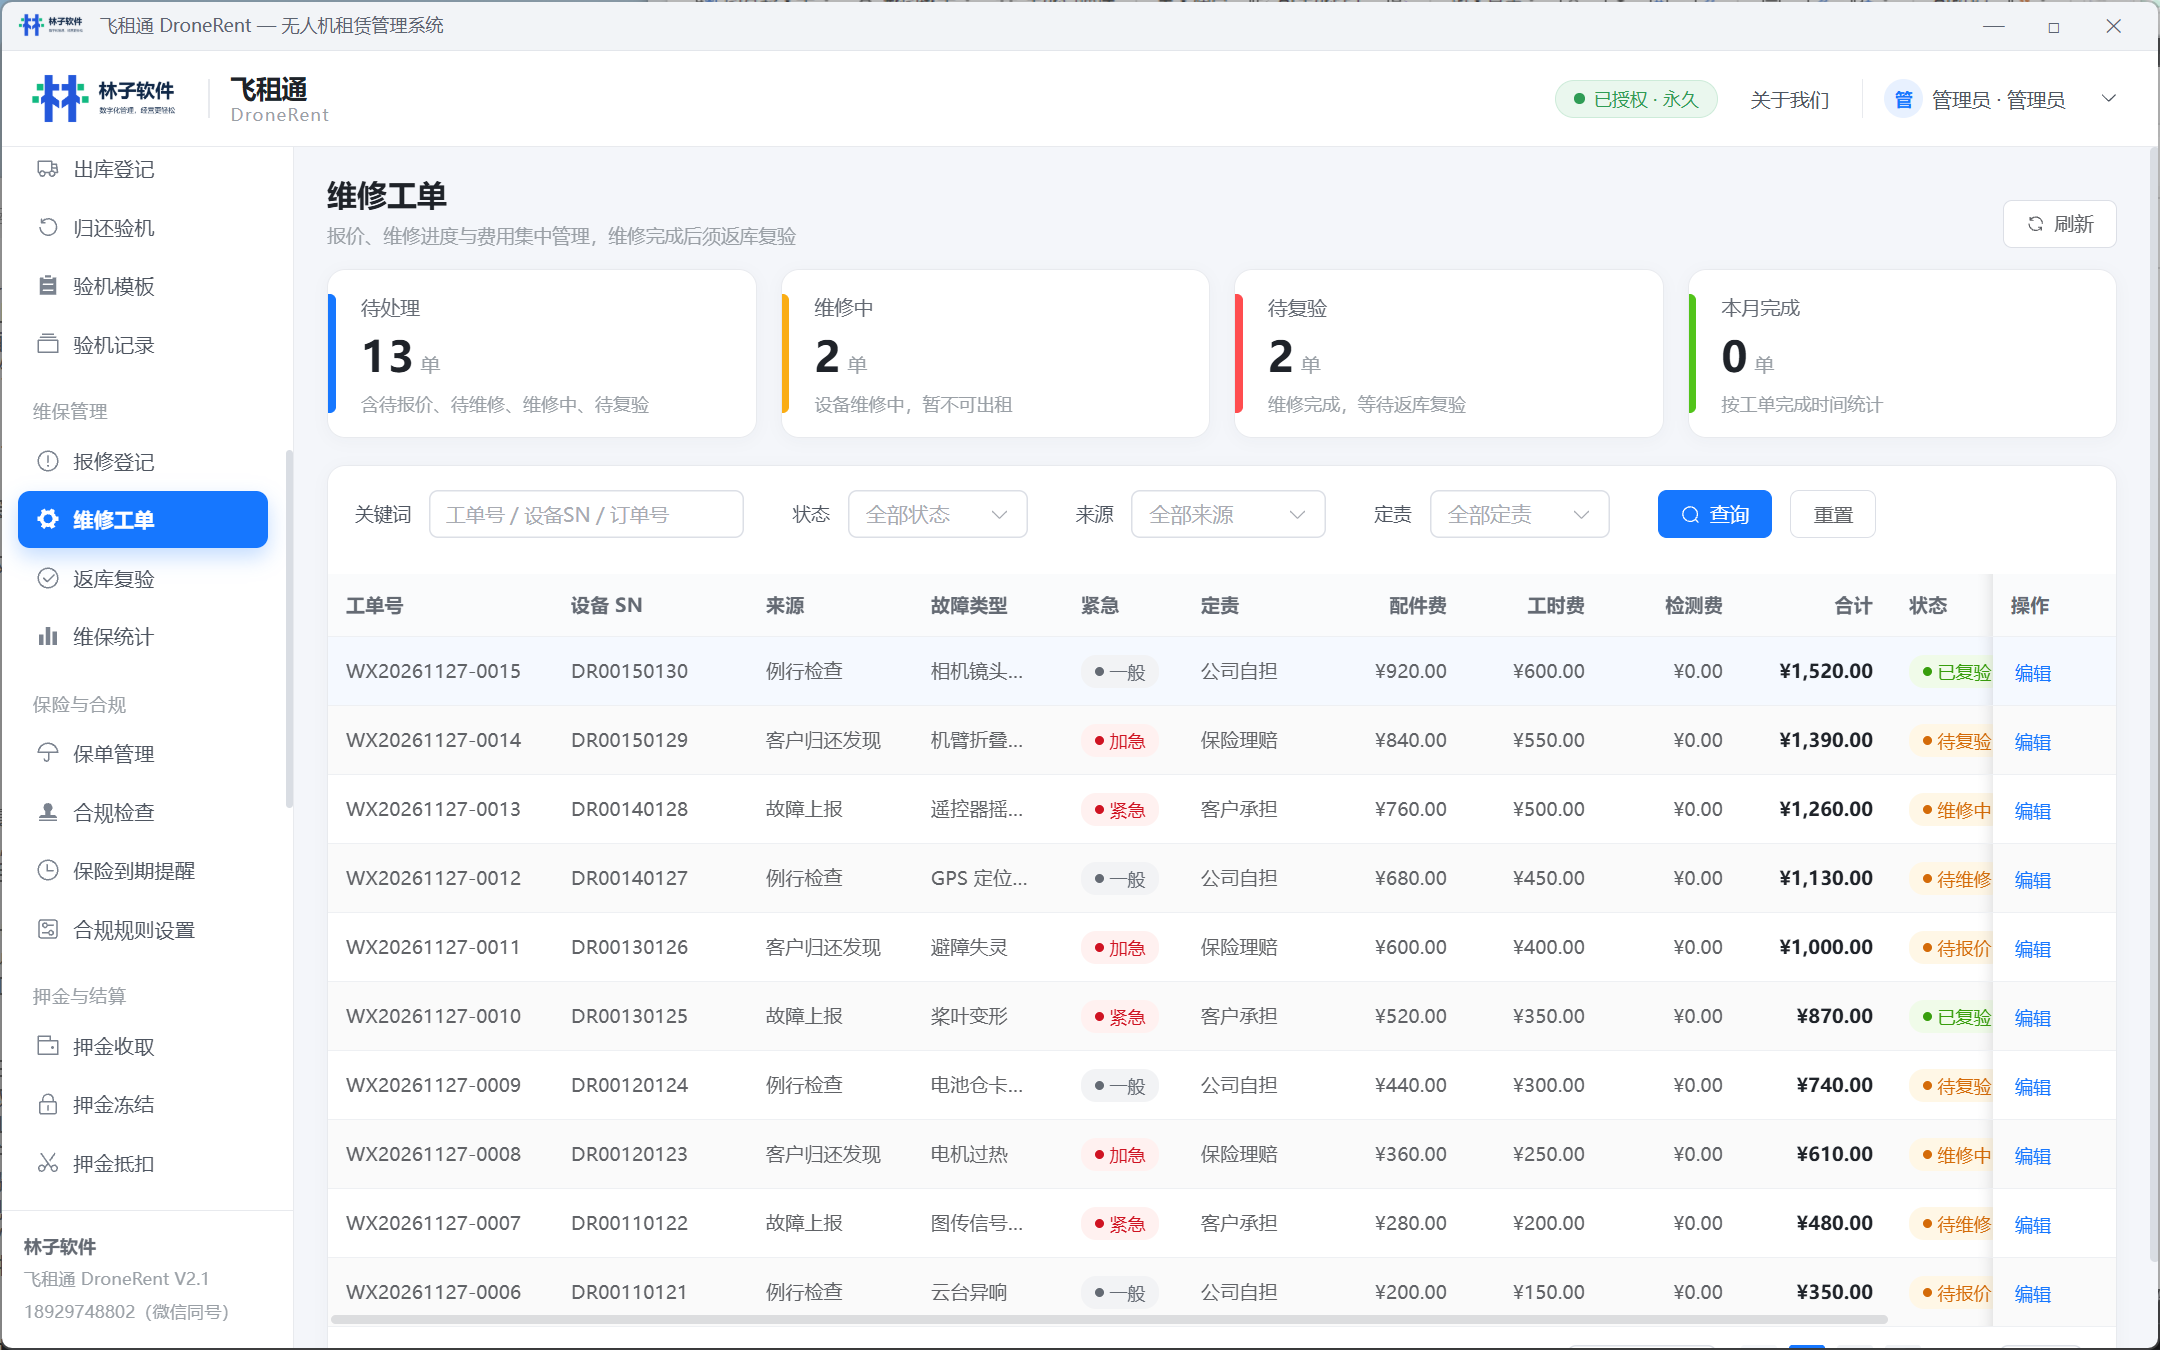 林子软件
飞租通 DroneRent — 无人机租赁管理系统
林子软件
数字化管理，经营更轻松
飞租通
DroneRent
已授权 · 永久
关于我们
管
管理员 · 管理员
出库登记
归还验机
验机模板
验机记录
维保管理
报修登记
维修工单
返库复验
维保统计
保险与合规
保单管理
合规检查
保险到期提醒
合规规则设置
押金与结算
押金收取
押金冻结
押金抵扣
林子软件
飞租通 DroneRent V2.1
18929748802（微信同号）
维修工单
报价、维修进度与费用集中管理，维修完成后须返库复验
刷新
待处理
13 单
含待报价、待维修、维修中、待复验
维修中
2 单
设备维修中，暂不可出租
待复验
2 单
维修完成，等待返库复验
本月完成
0 单
按工单完成时间统计
关键词 工单号 / 设备SN / 订单号 状态 全部状态 来源 全部来源 定责 全部定责 查询 重置
工单号 设备 SN 来源 故障类型 紧急 定责 配件费 工时费 检测费 合计 状态 操作
WX20261127-0015 DR00150130 例行检查 相机镜头... 一般 公司自担 ¥920.00 ¥600.00 ¥0.00 ¥1,520.00 已复验 编辑
WX20261127-0014 DR00150129 客户归还发现 机臂折叠... 加急 保险理赔 ¥840.00 ¥550.00 ¥0.00 ¥1,390.00 待复验 编辑
WX20261127-0013 DR00140128 故障上报 遥控器摇... 紧急 客户承担 ¥760.00 ¥500.00 ¥0.00 ¥1,260.00 维修中 编辑
WX20261127-0012 DR00140127 例行检查 GPS 定位... 一般 公司自担 ¥680.00 ¥450.00 ¥0.00 ¥1,130.00 待维修 编辑
WX20261127-0011 DR00130126 客户归还发现 避障失灵 加急 保险理赔 ¥600.00 ¥400.00 ¥0.00 ¥1,000.00 待报价 编辑
WX20261127-0010 DR00130125 故障上报 桨叶变形 紧急 客户承担 ¥520.00 ¥350.00 ¥0.00 ¥870.00 已复验 编辑
WX20261127-0009 DR00120124 例行检查 电池仓卡... 一般 公司自担 ¥440.00 ¥300.00 ¥0.00 ¥740.00 待复验 编辑
WX20261127-0008 DR00120123 客户归还发现 电机过热 加急 保险理赔 ¥360.00 ¥250.00 ¥0.00 ¥610.00 维修中 编辑
WX20261127-0007 DR00110122 故障上报 图传信号... 紧急 客户承担 ¥280.00 ¥200.00 ¥0.00 ¥480.00 待维修 编辑
WX20261127-0006 DR00110121 例行检查 云台异响 一般 公司自担 ¥200.00 ¥150.00 ¥0.00 ¥350.00 待报价 编辑